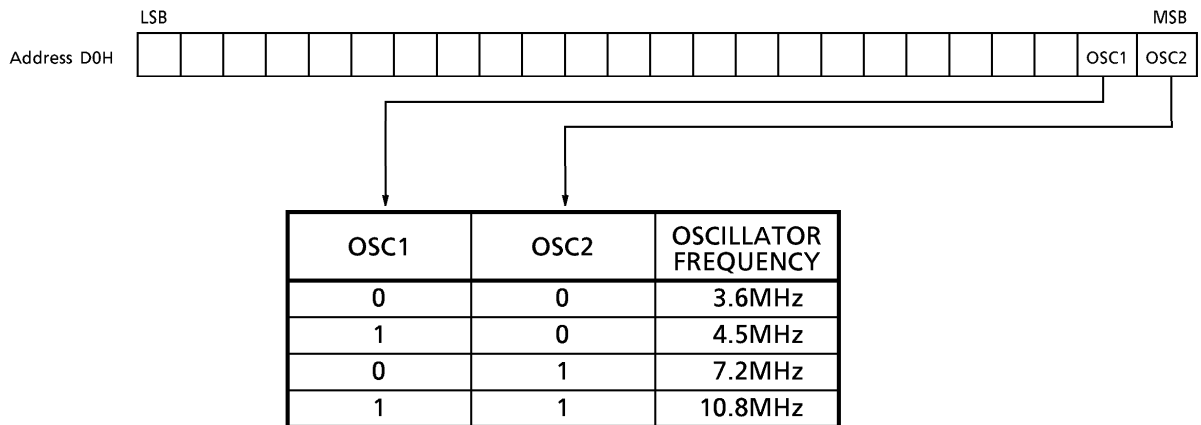 LSB MSB
Address D0H OSC1 OSC2
OSC1 OSC2 OSCILLATOR
FREQUENCY
0 0 3.6MHz
1 0 4.5MHz
0 1 7.2MHz
1 1 10.8MHz